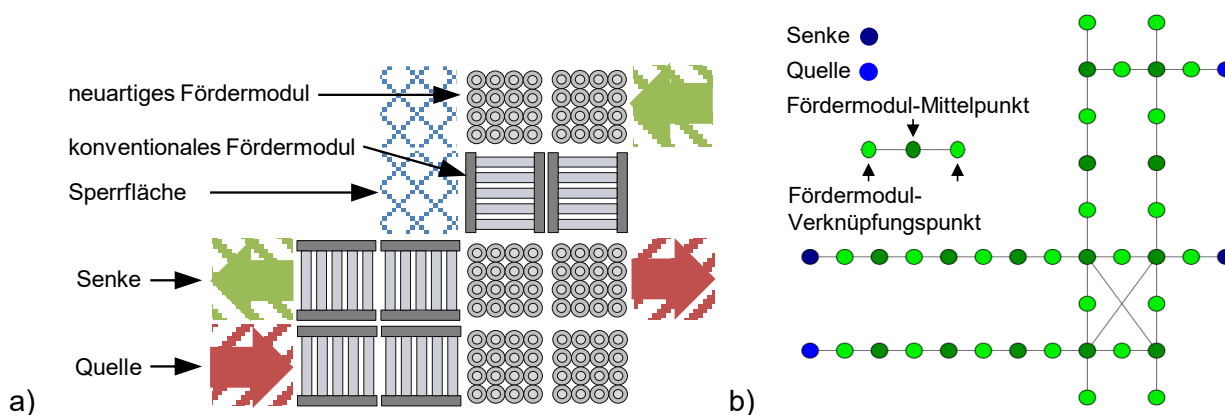 neuartiges Fördermodul
konventionales Fördermodul
Sperrfläche
Senke
Quelle
a)
Senke
Quelle
Fördermodul-Mittelpunkt
Fördermodul-
Verknüpfungspunkt
b)